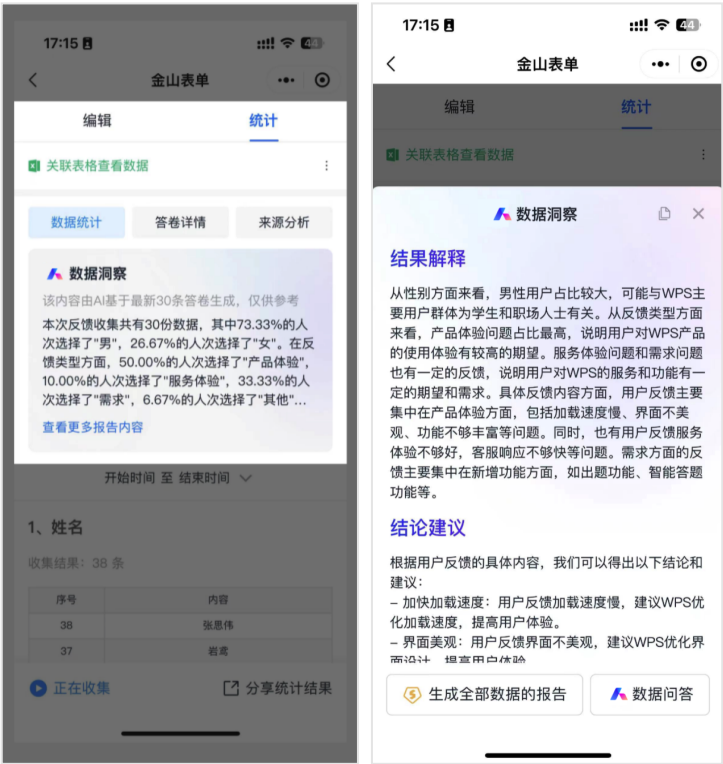 17:15
44
金山表单
编辑
统计
关联表格查看数据
数据统计
答卷详情
来源分析
数据洞察
该内容由AI基于最新30条答卷生成，仅供参考
本次反馈收集共有30份数据，其中73.33%的人
次选择了"男"，26.67%的人次选择了"女"。在反
馈类型方面，50.00%的人次选择了"产品体验"，
10.00%的人次选择了"服务体验"，33.33%的人
次选择了"需求"，6.67%的人次选择了"其他"...
查看更多报告内容
开始时间 至 结束时间
1、姓名
收集结果：38 条
序号
内容
38
张思伟
37
岩鸢
正在收集
分享统计结果
17:15
44
金山表单
编辑
统计
关联表格查看数据
数据洞察
结果解释
从性别方面来看，男性用户占比较大，可能与WPS主
要用户群体为学生和职场人士有关。从反馈类型方面
来看，产品体验问题占比最高，说明用户对WPS产品
的使用体验有较高的期望。服务体验问题和需求问题
也有一定的反馈，说明用户对WPS的服务和功能有一
定的期望和需求。具体反馈内容方面，用户反馈主要
集中在产品体验方面，包括加载速度慢、界面不美
观、功能不够丰富等问题。同时，也有用户反馈服务
体验不够好，客服响应不够快等问题。需求方面的反
馈主要集中在新增功能方面，如出题功能、智能答题
功能等。
结论建议
根据用户反馈的具体内容，我们可以得出以下结论和
建议：
– 加快加载速度：用户反馈加载速度慢，建议WPS优
化加载速度，提高用户体验。
– 界面美观：用户反馈界面不美观，建议WPS优化界
面设计，提高用户体验
生成全部数据的报告
数据问答